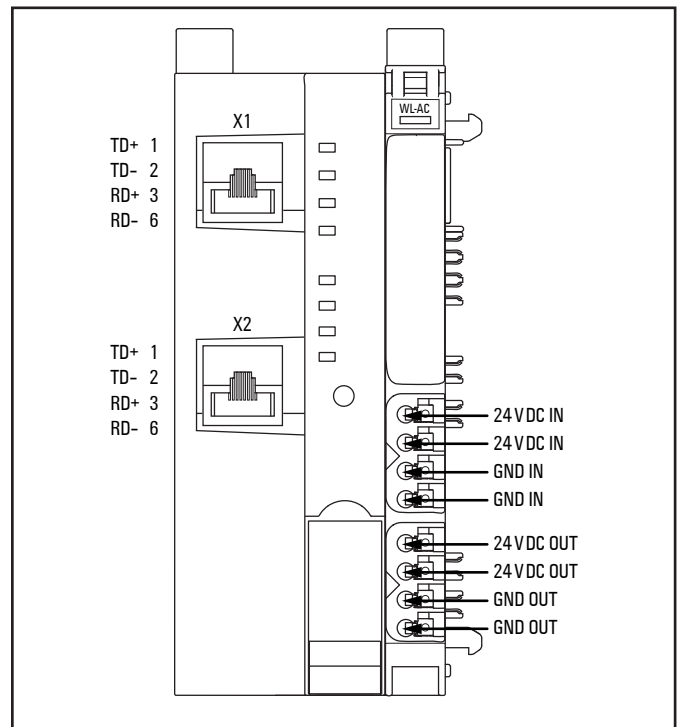 WL-AC
X1
TD+ 1
TD- 2
RD+ 3
RD- 6
X2
TD+ 1
TD- 2
RD+ 3
RD- 6
24 V DC IN
24 V DC IN
GND IN
GND IN
24 V DC OUT
24 V DC OUT
GND OUT
GND OUT